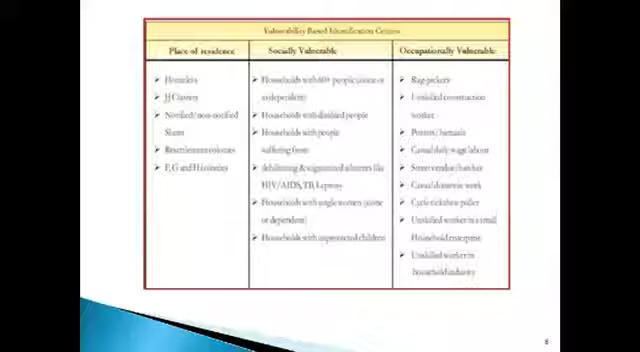 Vulnerability Based Identification Criteria
Place of residence
Homeless
JJ Clusters
Notified/non-notified
Slums
Resettlement colonies
F, G and H colonies
Socially Vulnerable
Households with 60+ people (alone or
as dependent)
Households with disabled people
Households with people
suffering from
debilitating & stigmatized ailments like
HIV/AIDS, TB, Leprosy
Households with single women (alone
or dependent)
Households with unprotected children
Occupationally Vulnerable
Rag-pickers
Unskilled construction
worker
Porters/
Casual daily wage labour
Street vendor/hawker
Casual domestic work
Cycle rickshaw puller
Unskilled worker in a small
Household enterprise
Unskilled worker in
household industry
8